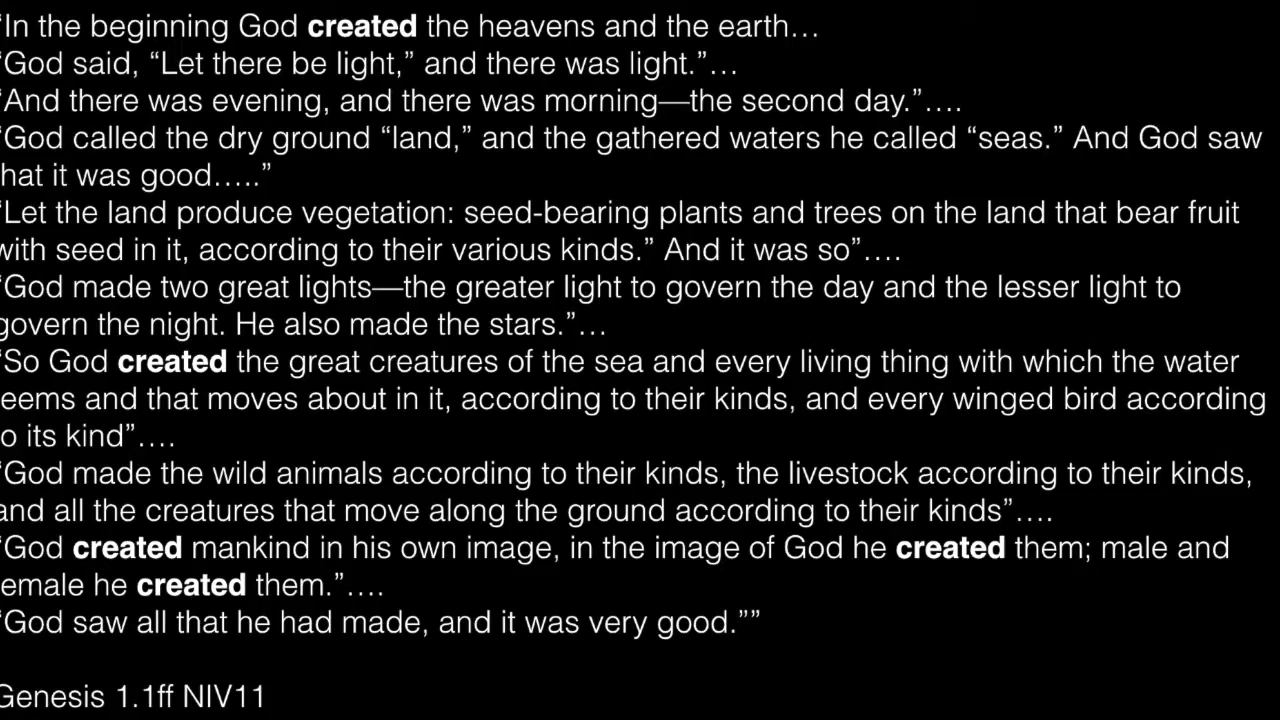 “In the beginning God created the heavens and the earth…
“God said, “Let there be light,” and there was light.”…
“And there was evening, and there was morning—the second day.”….
“God called the dry ground “land,” and the gathered waters he called “seas.” And God saw
hat it was good…..”
“Let the land produce vegetation: seed-bearing plants and trees on the land that bear fruit
with seed in it, according to their various kinds.” And it was so”….
“God made two great lights—the greater light to govern the day and the lesser light to
govern the night. He also made the stars.”…
“So God created the great creatures of the sea and every living thing with which the water
eems and that moves about in it, according to their kinds, and every winged bird according
o its kind”….
“God made the wild animals according to their kinds, the livestock according to their kinds,
and all the creatures that move along the ground according to their kinds”….
“God created mankind in his own image, in the image of God he created them; male and
emale he created them.”….
“God saw all that he had made, and it was very good.””
Genesis 1.1ff NIV11